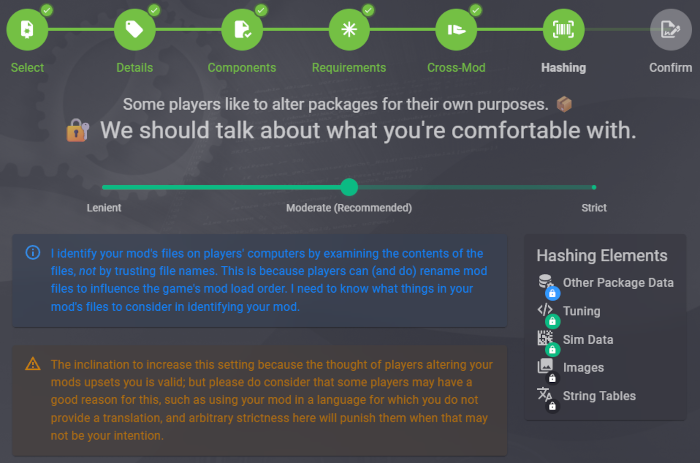 Select Details Components Requirements Cross-Mod Hashing Confirm
Some players like to alter packages for their own purposes.
We should talk about what you're comfortable with.
Lenient Moderate (Recommended) Strict
I identify your mod's files on players' computers by examining the contents of the
files, not by trusting file names. This is because players can (and do) rename mod
files to influence the game's mod load order. I need to know what things in your
mod's files to consider in identifying your mod.
The inclination to increase this setting because the thought of players altering your
mods upsets you is valid; but please do consider that some players may have a
good reason for this, such as using your mod in a language for which you do not
provide a translation, and arbitrary strictness here will punish them when that may
not be your intention.
Hashing Elements
Other Package Data
Tuning
Sim Data
Images
String Tables